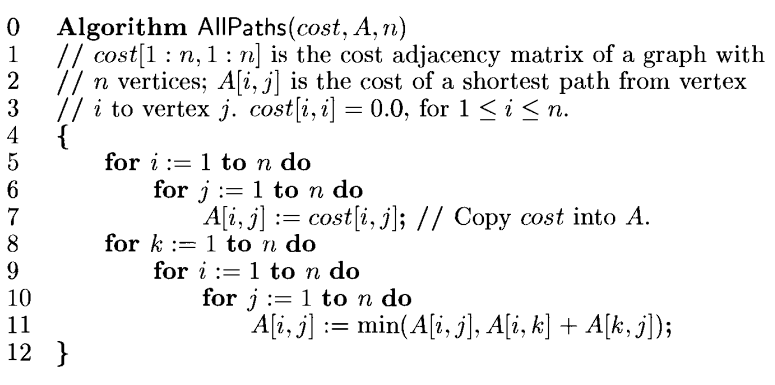 0 Algorithm AllPaths(cost, A, n)
1 // cost[1 : n, 1 : n] is the cost adjacency matrix of a graph with
2 // n vertices; A[i, j] is the cost of a shortest path from vertex
3 // i to vertex j. cost[i, i] = 0.0, for 1 ≤ i ≤ n.
4 {
5 for i := 1 to n do
6 for j := 1 to n do
7 A[i, j] := cost[i, j]; // Copy cost into A.
8 for k := 1 to n do
9 for i := 1 to n do
10 for j := 1 to n do
11 A[i, j] := min(A[i, j], A[i, k] + A[k, j]);
12 }